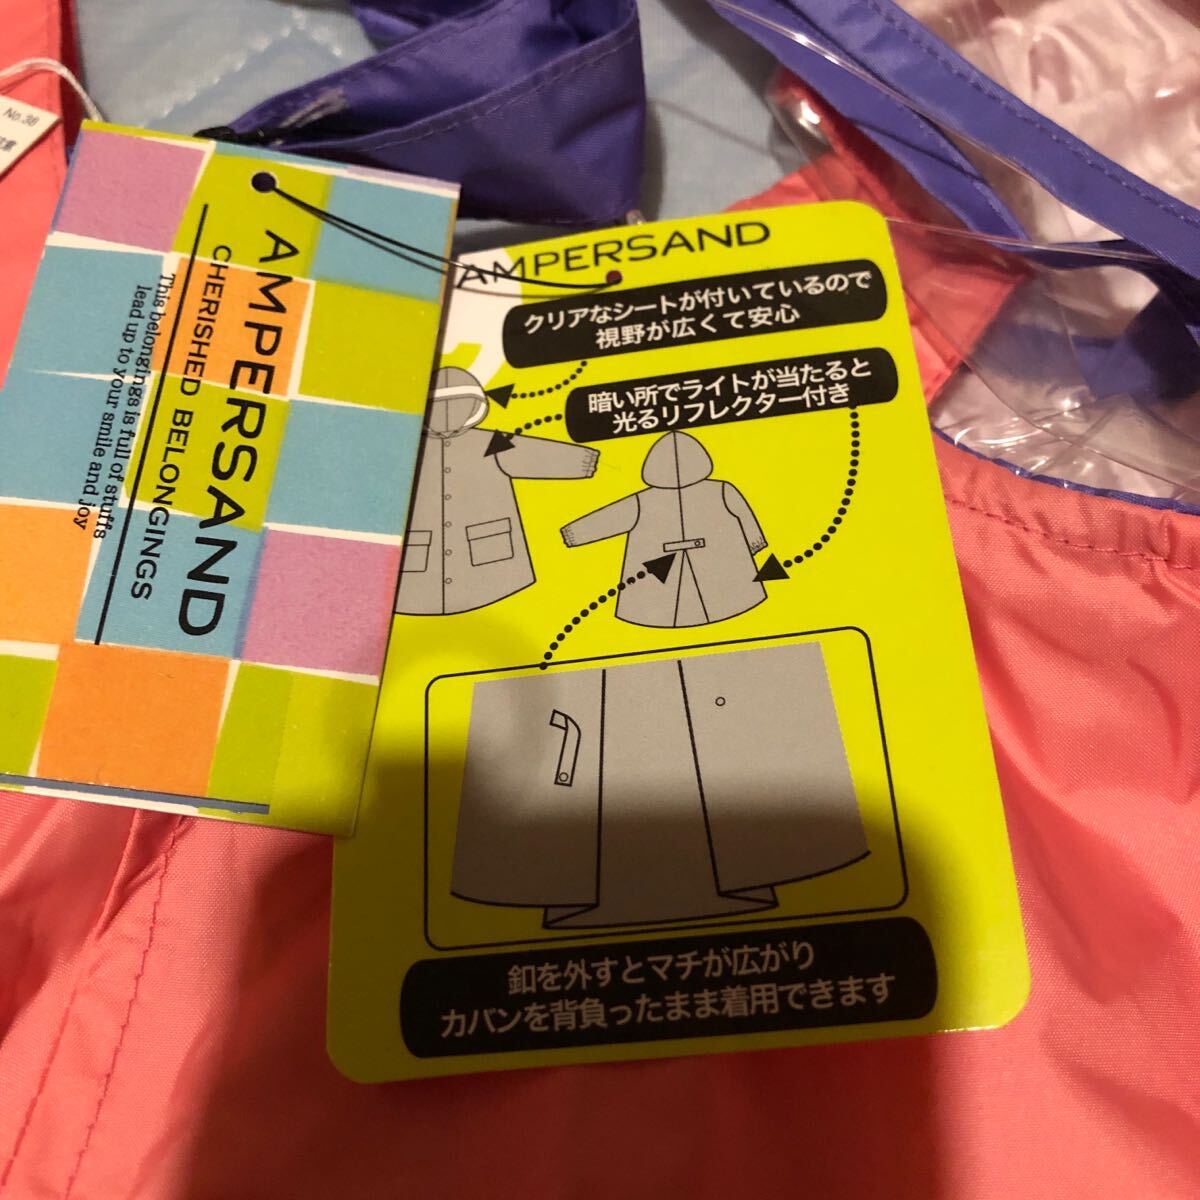 No.36
AMPERSAND
CHERISHED BELONGINGS
This belongings is full of stuffs
lead up to your smile and joy
AMPERSAND
クリアなシートが付いているので
視野が広くて安心
暗い所でライトが当たると
光るリフレクター付き
釦を外すとマチが広がり
カバンを背負ったまま着用できます